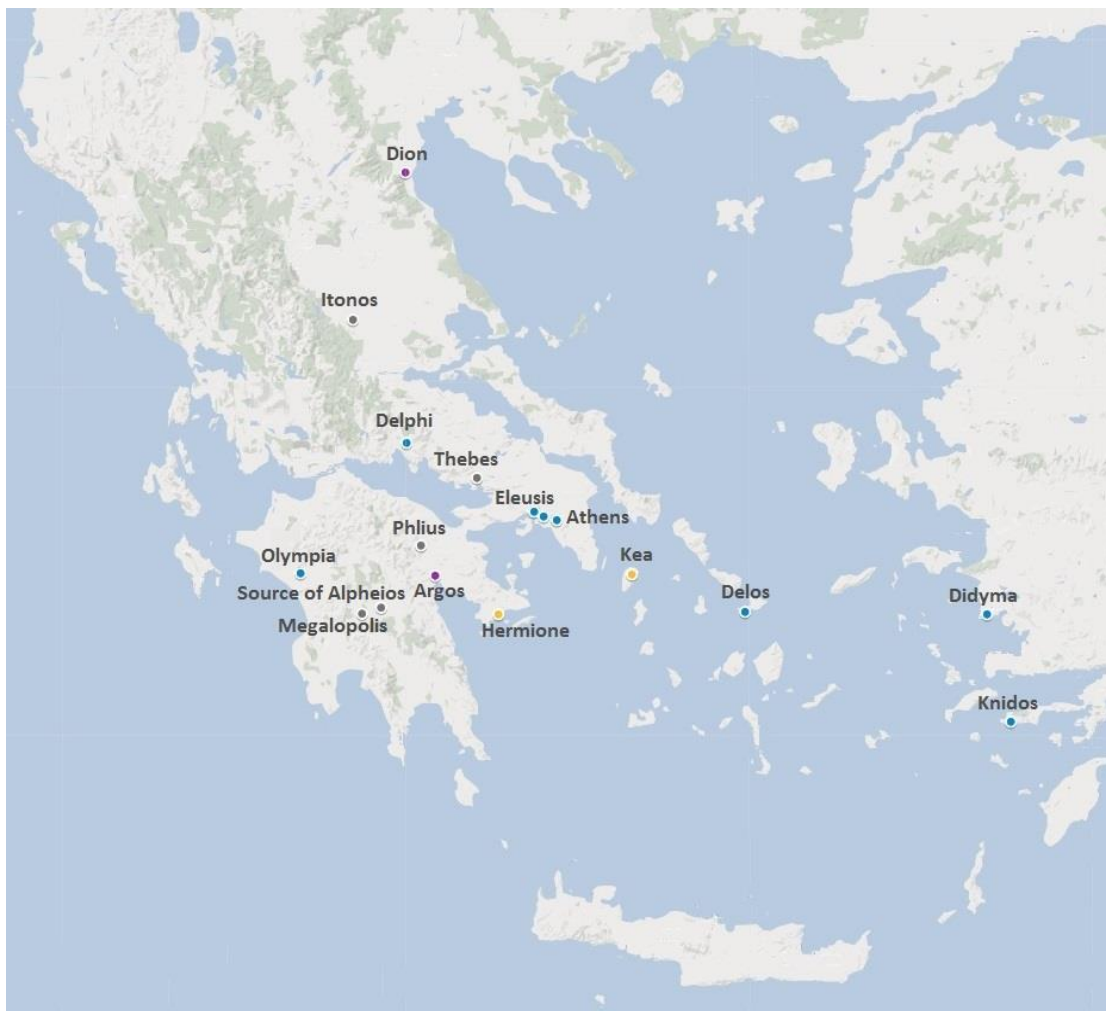 Dion
Itonos
Delphi
Thebes
Eleusis
Athens
Phlius
Kea
Olympia
Source of Alpheios
Argos
Delos
Didyma
Megalopolis
Hermione
Knidos